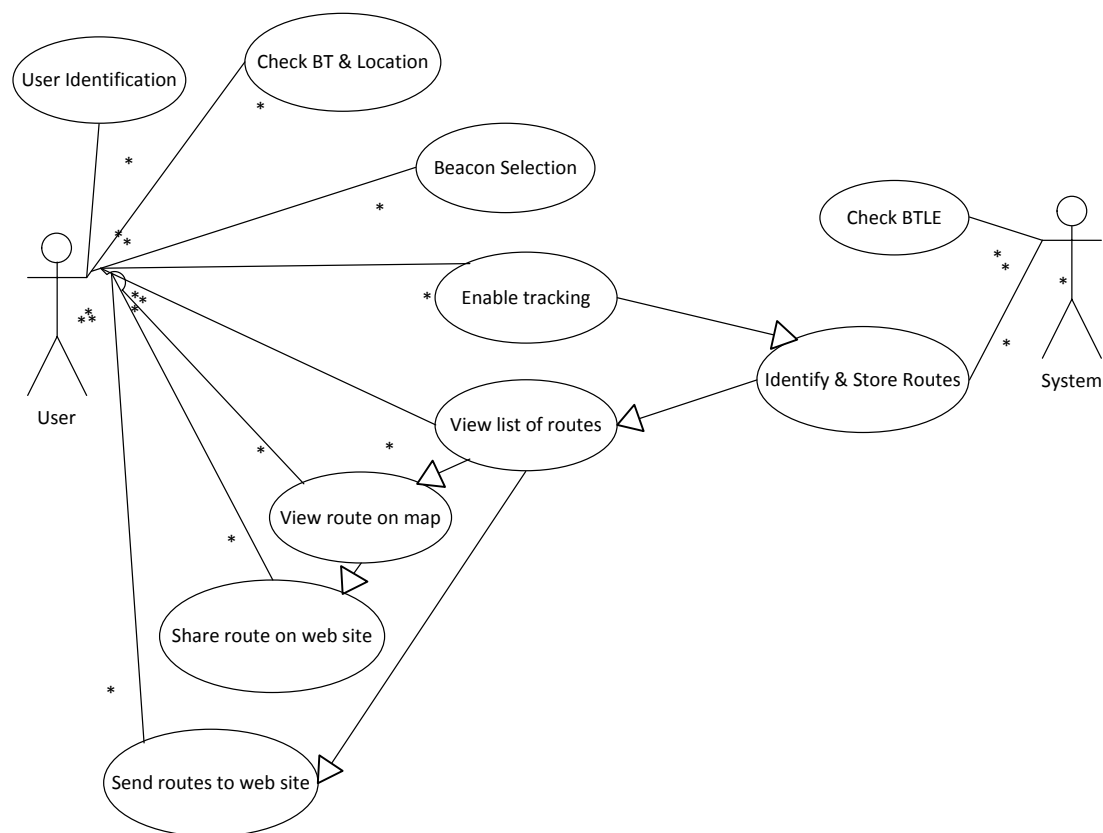 Check BT & Location
User Identification
*
*
Beacon Selection
*
Check BTLE
*
*
*
*
*
*
Enable tracking
*
*
*
*
*
*
*
*
User
Identify & Store Routes
System
View list of routes
*
*
View route on map
*
Share route on web site
*
Send routes to web site